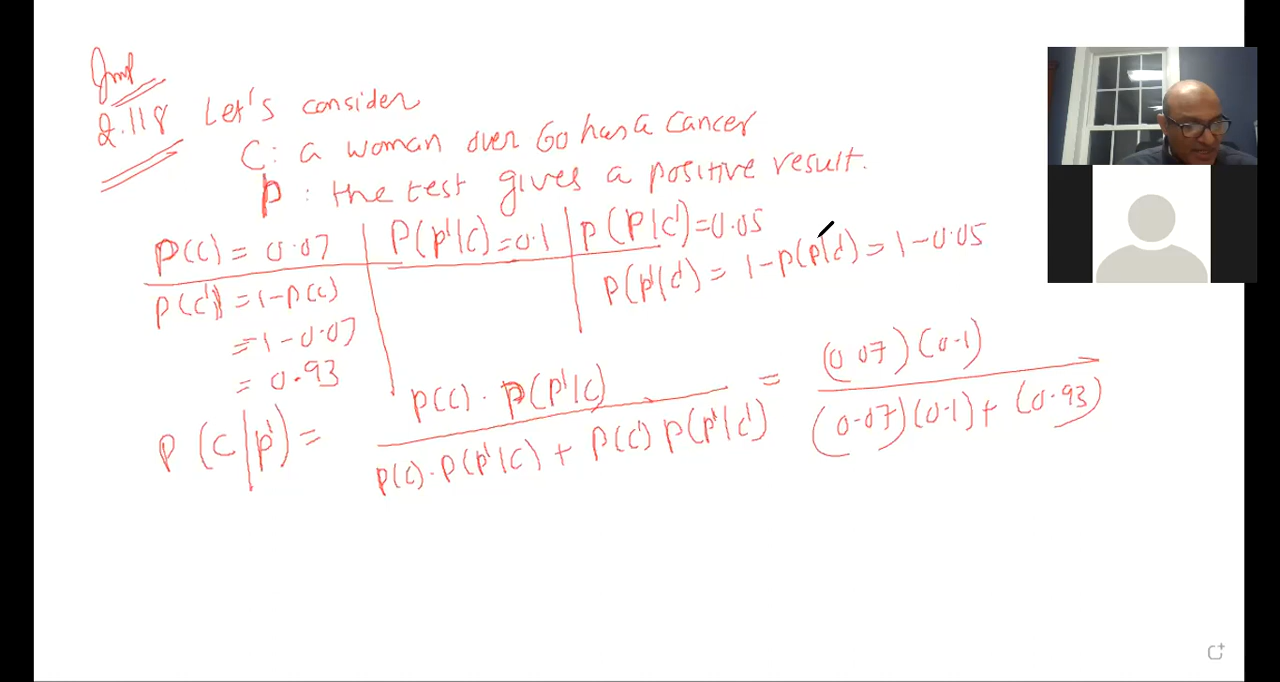 Imp
2.118 Let's consider
C: a woman over 60 has a cancer
P: the test gives a positive result.
P(C) = 0.07 | P(P'|C) = 0.1 | P(P|C') = 0.05
P(C') = 1-P(C)
P(P'|C') = 1-P(P|C') = 1-0.05
= 1-0.07
= 0.93
P(C|P') = P(C)·P(P'|C) / P(C)·P(P'|C) + P(C')P(P'|C') = (0.07)(0.1) / (0.07)(0.1) + (0.93)